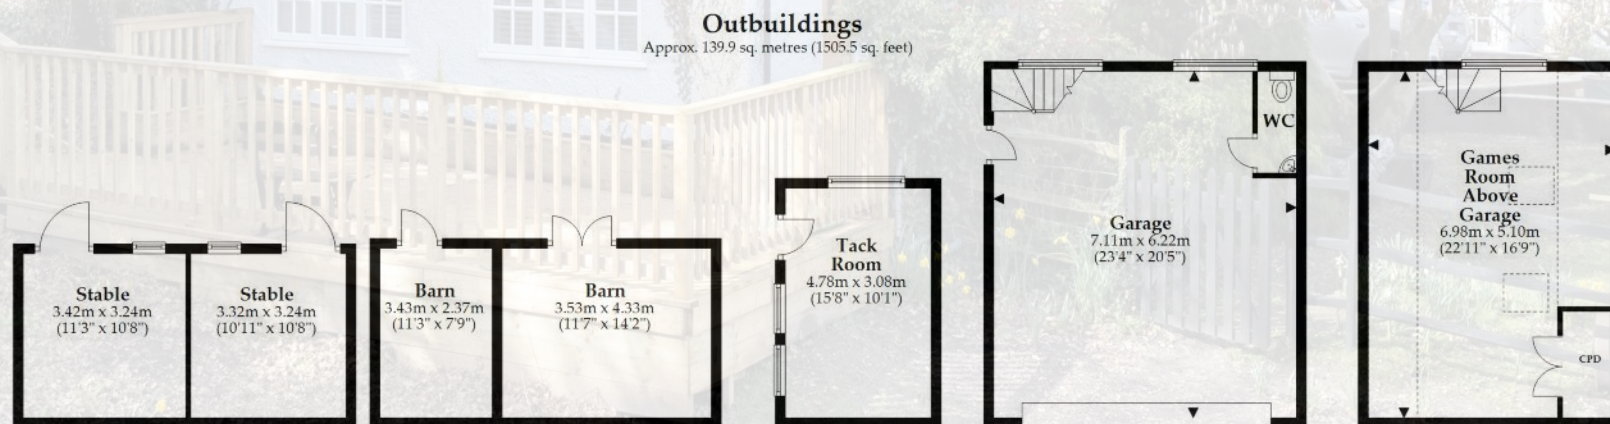 Outbuildings
Approx. 139.9 sq. metres (1505.5 sq. feet)
Stable
3.42m x 3.24m
(11'3" x 10'8")
Stable
3.32m x 3.24m
(10'11" x 10'8")
Barn
3.43m x 2.37m
(11'3" x 7'9")
Barn
3.53m x 4.33m
(11'7" x 14'2")
Tack
Room
4.78m x 3.08m
(15'8" x 10'1")
Garage
7.11m x 6.22m
(23'4" x 20'5")
WC
Games
Room
Above
Garage
6.98m x 5.10m
(22'11" x 16'9")
CPD